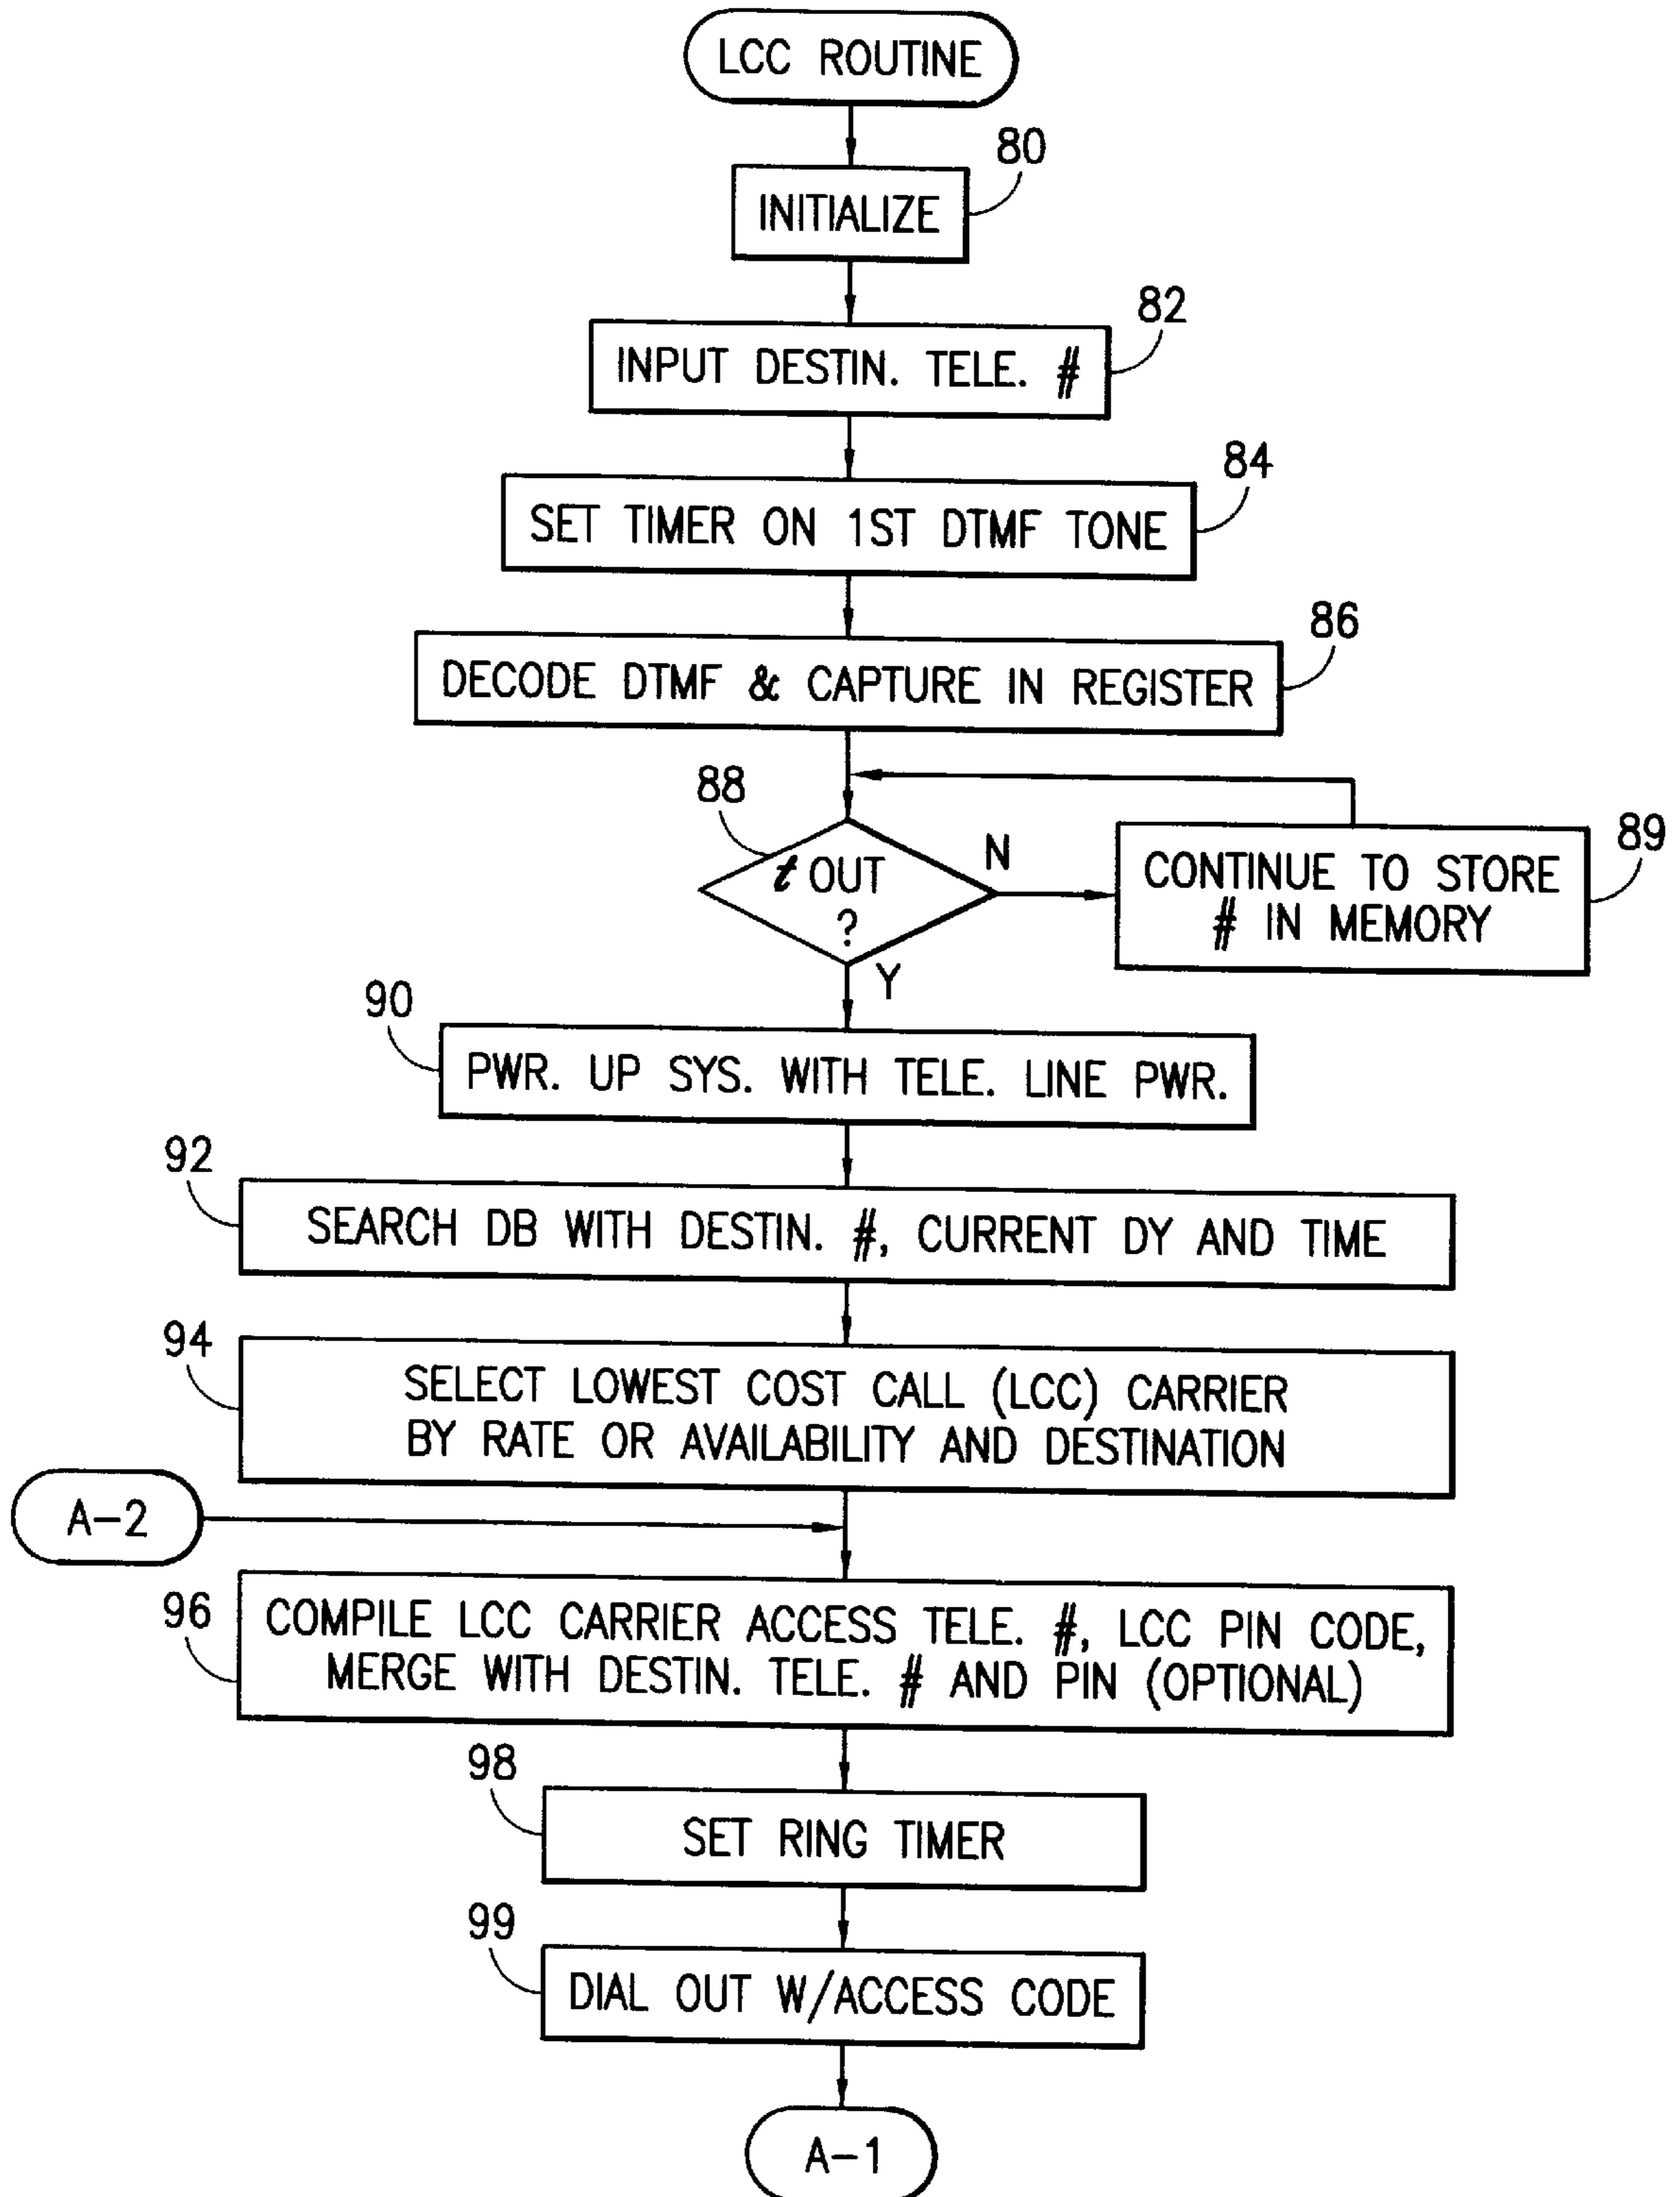 LCC ROUTINE
80
INITIALIZE
82
INPUT DESTIN. TELE. #
84
SET TIMER ON 1ST DTMF TONE
86
DECODE DTMF & CAPTURE IN REGISTER
88
t OUT
?
N
Y
89
CONTINUE TO STORE
# IN MEMORY
90
PWR. UP SYS. WITH TELE. LINE PWR.
92
SEARCH DB WITH DESTIN. #, CURRENT DY AND TIME
94
SELECT LOWEST COST CALL (LCC) CARRIER
BY RATE OR AVAILABILITY AND DESTINATION
A-2
96
COMPILE LCC CARRIER ACCESS TELE. #, LCC PIN CODE,
MERGE WITH DESTIN. TELE. # AND PIN (OPTIONAL)
98
SET RING TIMER
99
DIAL OUT W/ACCESS CODE
A-1